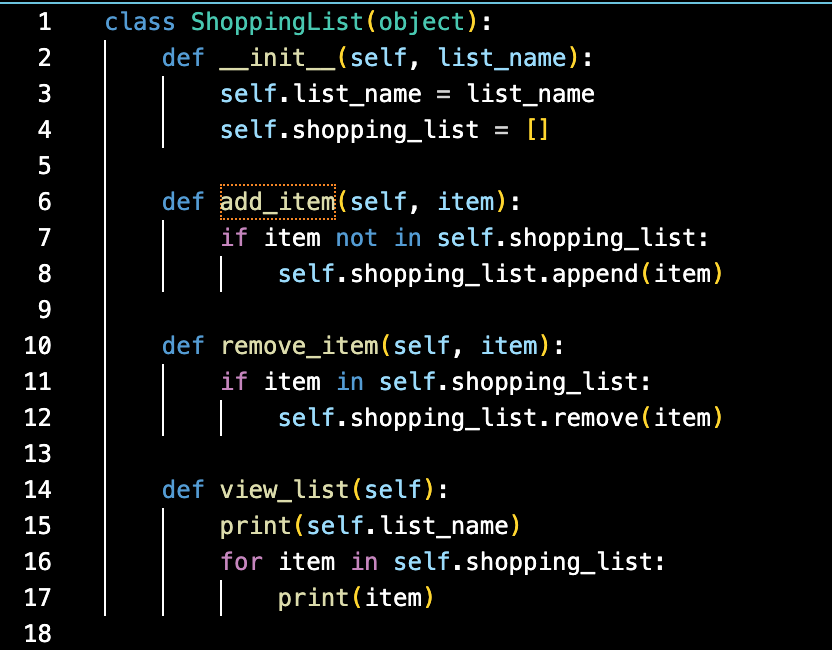 1 class ShoppingList(object):
2     def __init__(self, list_name):
3         self.list_name = list_name
4         self.shopping_list = []
5
6     def add_item(self, item):
7         if item not in self.shopping_list:
8             self.shopping_list.append(item)
9
10     def remove_item(self, item):
11         if item in self.shopping_list:
12             self.shopping_list.remove(item)
13
14     def view_list(self):
15         print(self.list_name)
16         for item in self.shopping_list:
17             print(item)
18